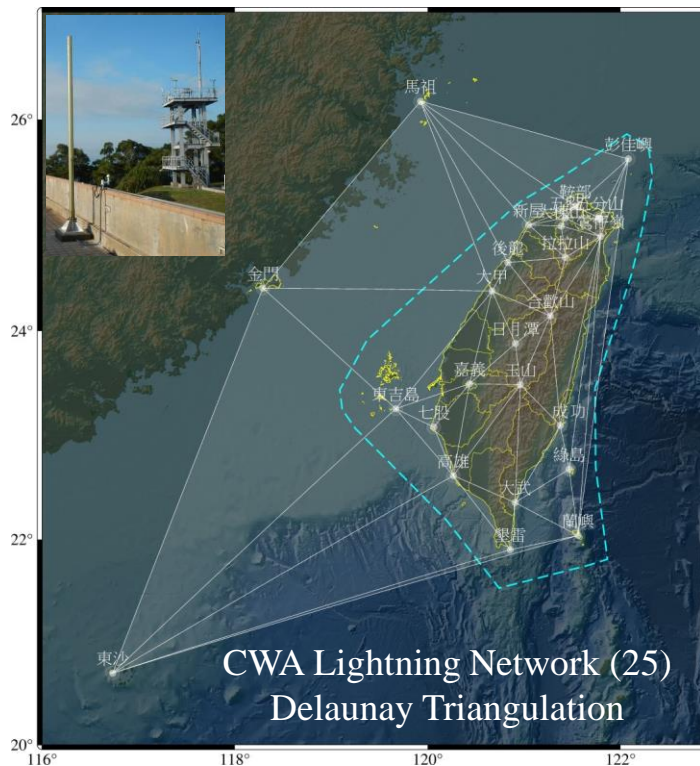 26°
24°
22°
20°
116°
118°
120°
122°
馬祖
彭佳嶼
鞍部
新屋
後龍
拉拉山
金門
大甲
合歡山
日月潭
嘉義
玉山
東吉島
七股
成功
高雄
綠島
大武
蘭嶼
墾雷
東沙
CWA Lightning Network (25)
Delaunay Triangulation